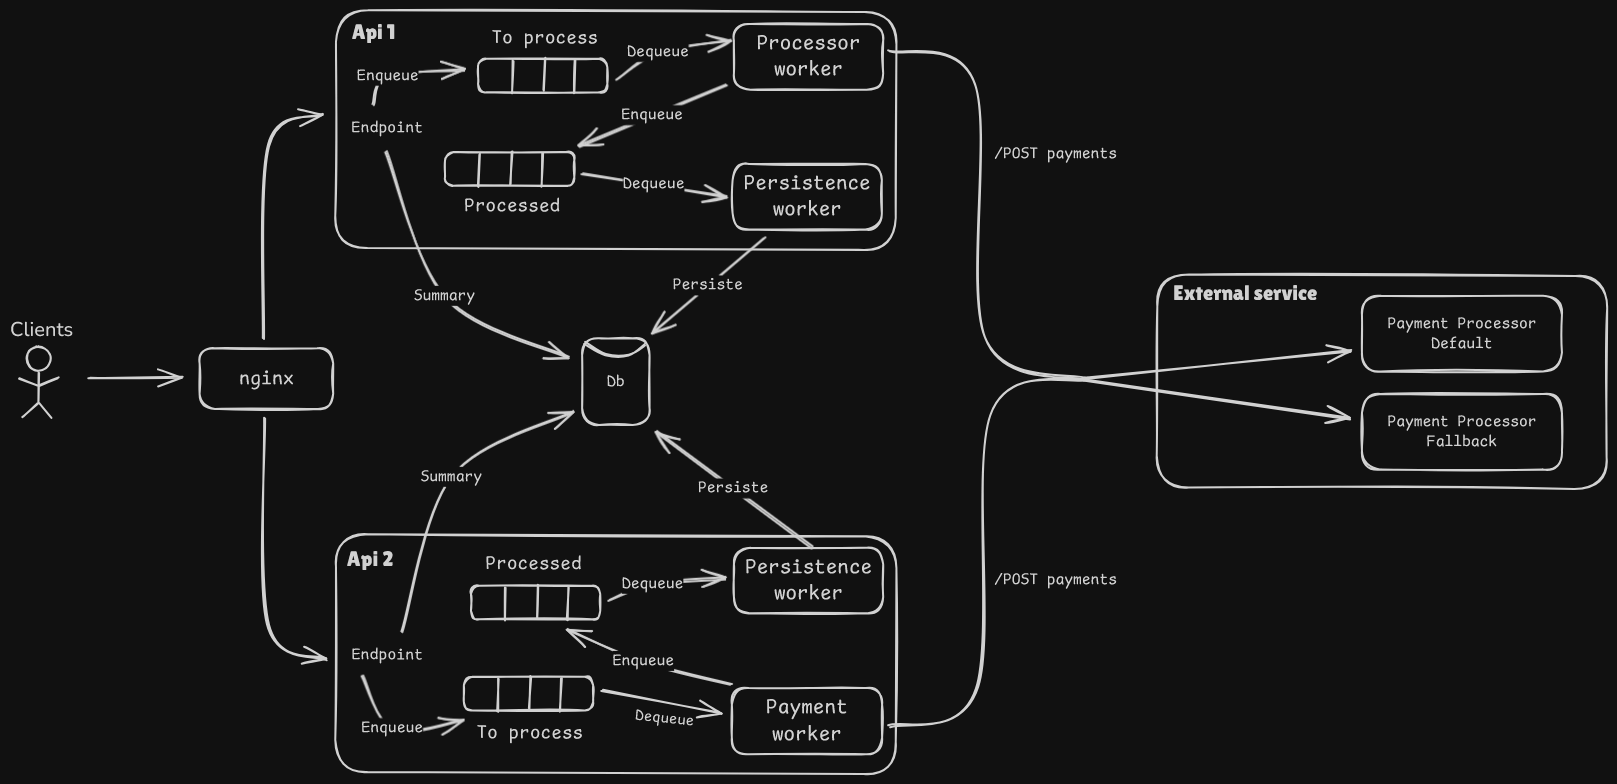 Api 1
To process
Dequeue
Processor
worker
Enqueue
Endpoint
Enqueue
Dequeue
Persistence
worker
Processed
/POST payments
Summary
Persiste
Clients
nginx
Db
External service
Payment Processor
Default
Payment Processor
Fallback
Summary
Persiste
Api 2
Processed
Dequeue
Persistence
worker
/POST payments
Endpoint
Enqueue
Enqueue
To process
Dequeue
Payment
worker